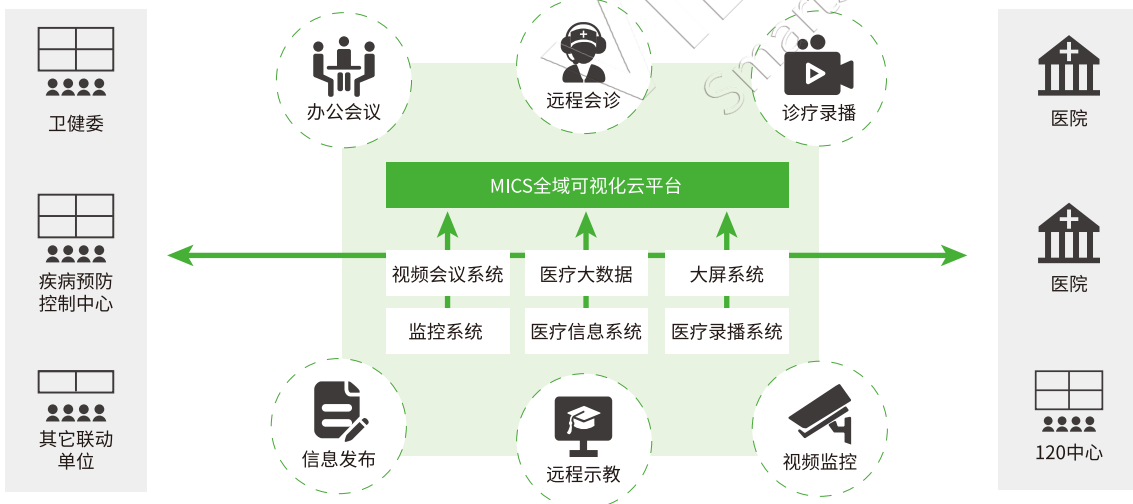 卫健委
疾病预防
控制中心
其它联动
单位
办公会议
远程会诊
诊疗录播
MICS全域可视化云平台
视频会议系统
医疗大数据
大屏系统
监控系统
医疗信息系统
医疗录播系统
信息发布
远程示教
视频监控
医院
医院
120中心